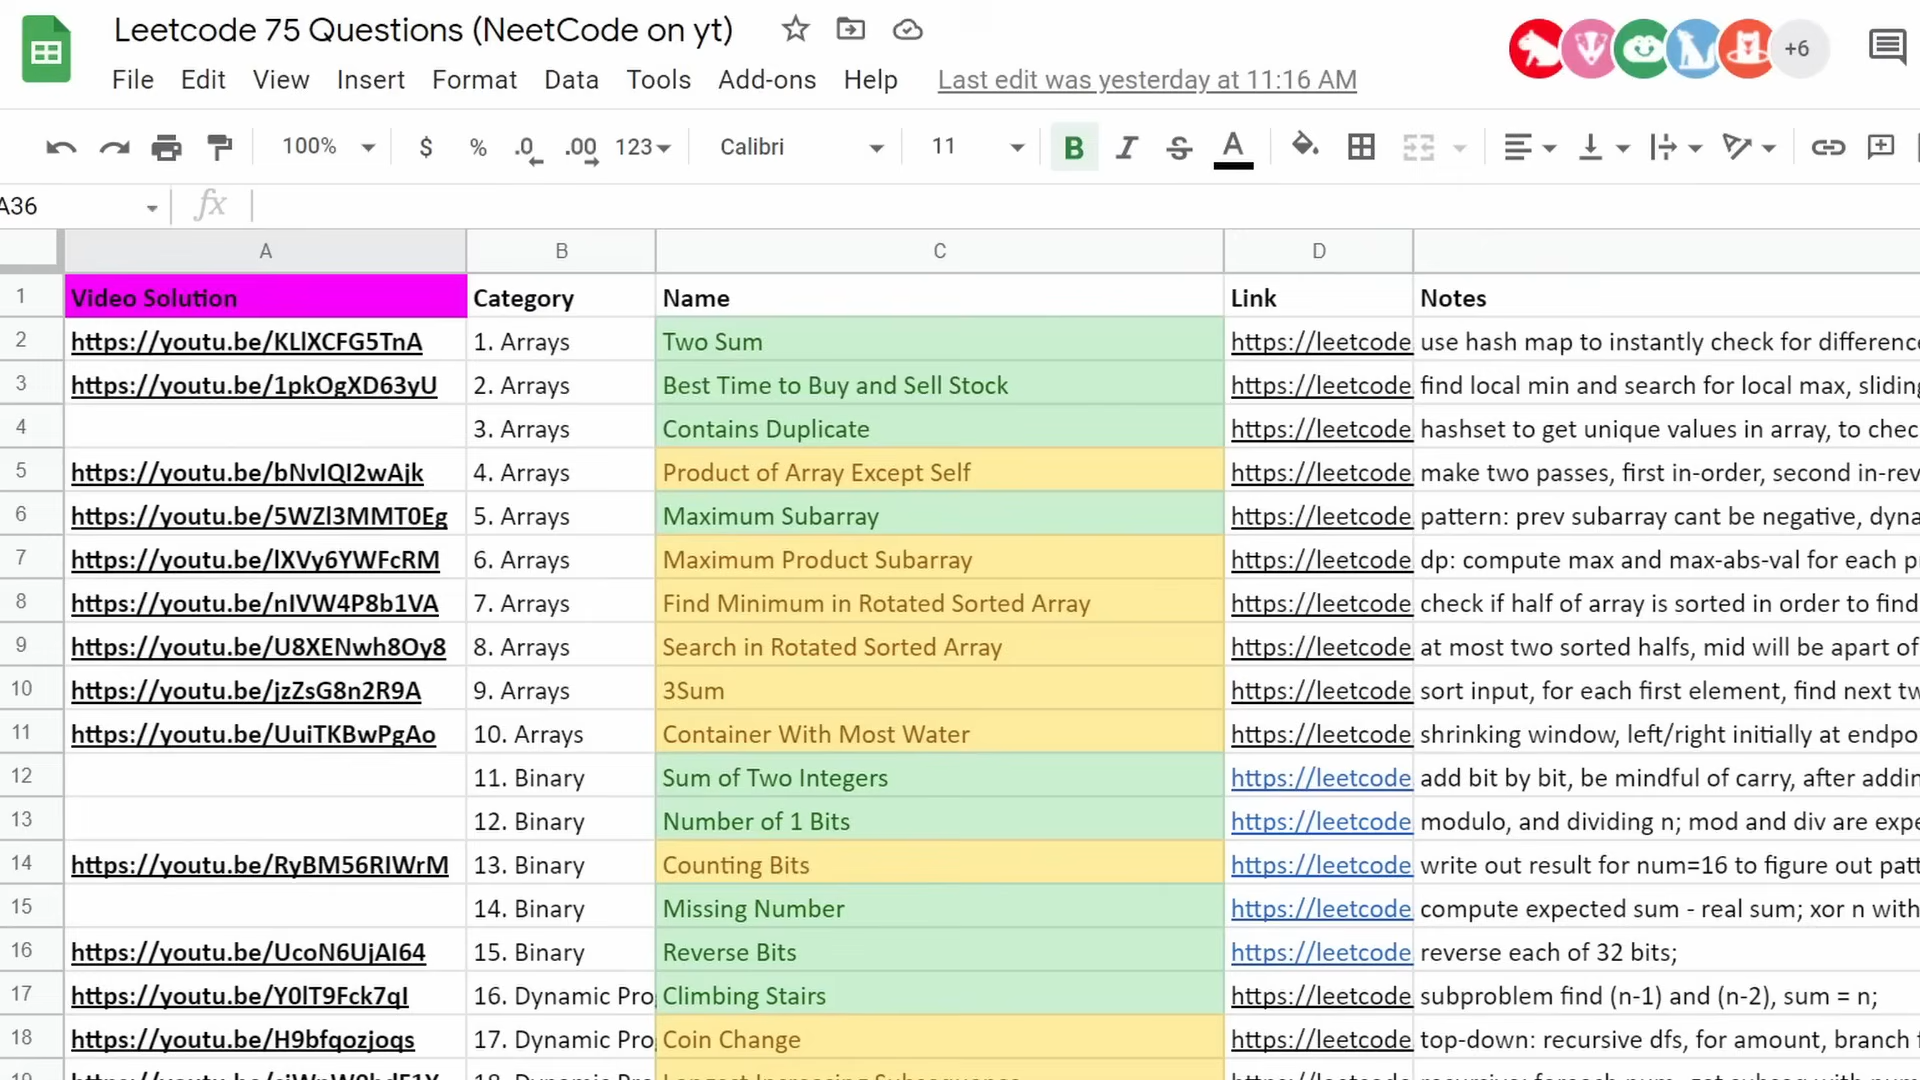 Leetcode 75 Questions (NeetCode on yt)
+6
File Edit View Insert Format Data Tools Add-ons Help Last edit was yesterday at 11:16 AM
100% $ % .0 .00 123 Calibri 11 B I S A
A36 fx
A B C D
1 Video Solution Category Name Link Notes
2 https://youtu.be/KLlXCFG5TnA 1. Arrays Two Sum https://leetcode. use hash map to instantly check for difference
3 https://youtu.be/1pkOgXD63yU 2. Arrays Best Time to Buy and Sell Stock https://leetcode. find local min and search for local max, sliding
4 3. Arrays Contains Duplicate https://leetcode. hashset to get unique values in array, to chec
5 https://youtu.be/bNvIQI2wAjk 4. Arrays Product of Array Except Self https://leetcode. make two passes, first in-order, second in-rev
6 https://youtu.be/5WZl3MMT0Eg 5. Arrays Maximum Subarray https://leetcode. pattern: prev subarray cant be negative, dyna
7 https://youtu.be/lXVy6YWFcRM 6. Arrays Maximum Product Subarray https://leetcode. dp: compute max and max-abs-val for each p
8 https://youtu.be/nIVW4P8b1VA 7. Arrays Find Minimum in Rotated Sorted Array https://leetcode. check if half of array is sorted in order to find
9 https://youtu.be/U8XENwh8Oy8 8. Arrays Search in Rotated Sorted Array https://leetcode. at most two sorted halfs, mid will be apart of
10 https://youtu.be/jzZsG8n2R9A 9. Arrays 3Sum https://leetcode. sort input, for each first element, find next tw
11 https://youtu.be/UuiTKBwPgAo 10. Arrays Container With Most Water https://leetcode. shrinking window, left/right initially at endpo
12 11. Binary Sum of Two Integers https://leetcode. add bit by bit, be mindful of carry, after addin
13 12. Binary Number of 1 Bits https://leetcode. modulo, and dividing n; mod and div are expe
14 https://youtu.be/RyBM56RIWrM 13. Binary Counting Bits https://leetcode. write out result for num=16 to figure out patt
15 14. Binary Missing Number https://leetcode. compute expected sum - real sum; xor n with
16 https://youtu.be/UcoN6UjAI64 15. Binary Reverse Bits https://leetcode. reverse each of 32 bits;
17 https://youtu.be/Y0lT9Fck7qI 16. Dynamic Pro Climbing Stairs https://leetcode. subproblem find (n-1) and (n-2), sum = n;
18 https://youtu.be/H9bfqozjoqs 17. Dynamic Pro Coin Change https://leetcode. top-down: recursive dfs, for amount, branch